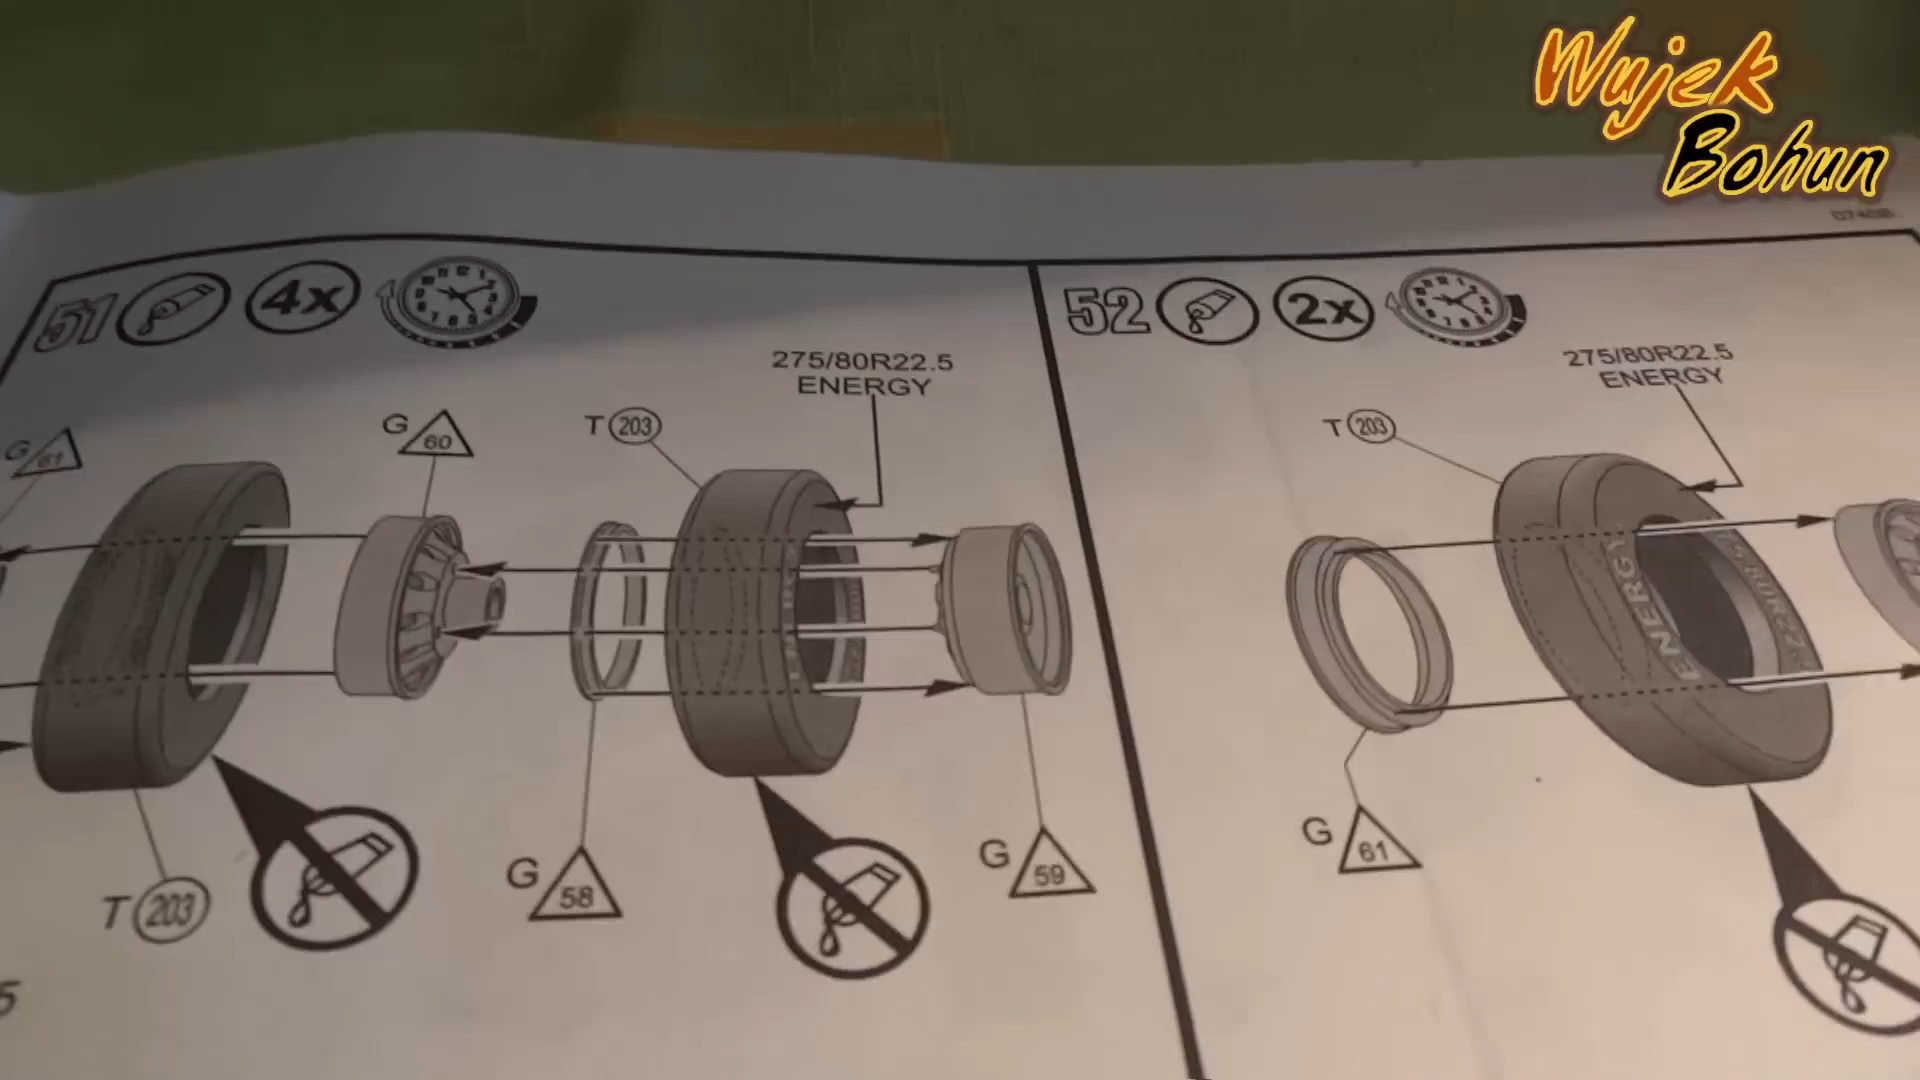 Wujek
Bohun
51
4x
52
2x
275/80R22.5
ENERGY
275/80R22.5
ENERGY
G
61
G
60
T
203
T
203
ENERGY
T
203
G
58
G
59
G
61
5